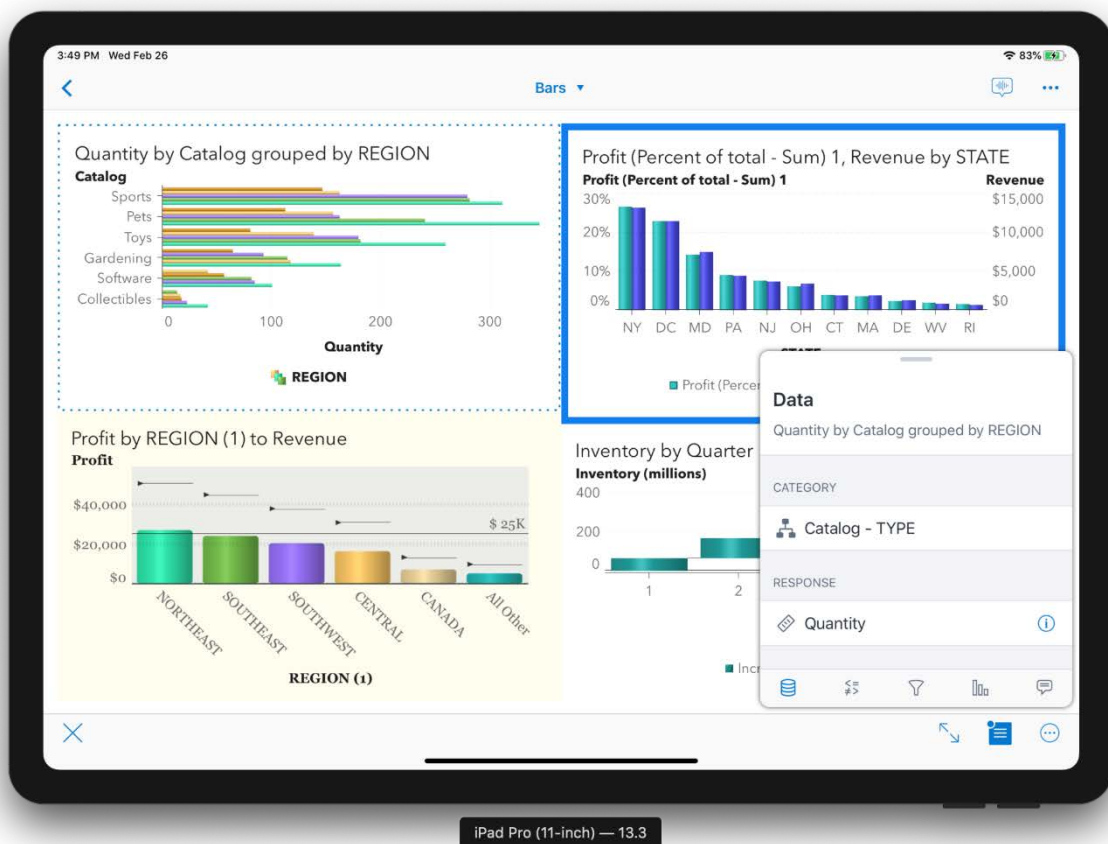 3:49 PM Wed Feb 26
83%
Bars
Quantity by Catalog grouped by REGION
Catalog
Sports
Pets
Toys
Gardening
Software
Collectibles
0 100 200 300
Quantity
REGION
Profit (Percent of total - Sum) 1, Revenue by STATE
Profit (Percent of total - Sum) 1 Revenue
30% $15,000
20% $10,000
10% $5,000
0% $0
NY DC MD PA NJ OH CT MA DE WV RI
Profit (Percen
Profit by REGION (1) to Revenue
Profit
$40,000
$ 25K
$20,000
$0
NORTHEAST SOUTHEAST SOUTHWEST CENTRAL CANADA All Other
REGION (1)
Inventory by Quarter
Inventory (millions)
400
200
0
1 2
Incr
Data
Quantity by Catalog grouped by REGION
CATEGORY
Catalog - TYPE
RESPONSE
Quantity
iPad Pro (11-inch) — 13.3